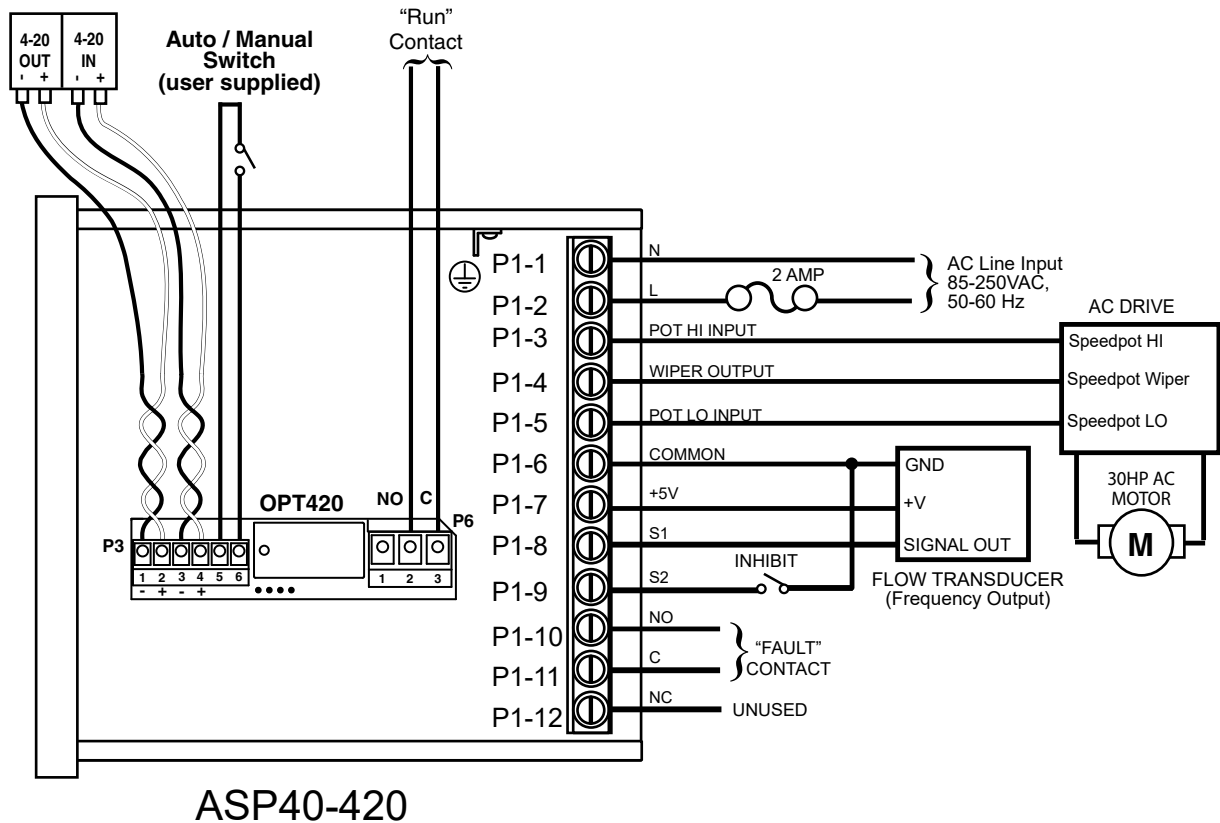 4-20
OUT
- +
4-20
IN
- +
Auto / Manual
Switch
(user supplied)
“Run”
Contact
P1-1
P1-2
P1-3
P1-4
P1-5
P1-6
P1-7
P1-8
P1-9
P1-10
P1-11
P1-12
N
L
2 AMP
AC Line Input
85-250VAC,
50-60 Hz
POT HI INPUT
WIPER OUTPUT
POT LO INPUT
COMMON
+5V
S1
S2
INHIBIT
NO
C
NC
“FAULT”
CONTACT
UNUSED
AC DRIVE
Speedpot HI
Speedpot Wiper
Speedpot LO
30HP AC
MOTOR
M
GND
+V
SIGNAL OUT
FLOW TRANSDUCER
(Frequency Output)
OPT420
NO C
P6
P3
1 2 3 4 5 6
- + - +
1 2 3
ASP40-420